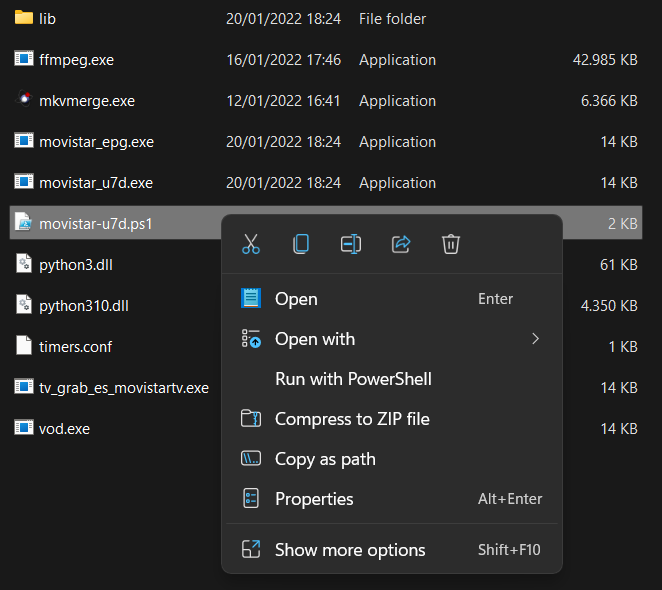 lib 20/01/2022 18:24 File folder
ffmpeg.exe 16/01/2022 17:46 Application 42.985 KB
mkvmerge.exe 12/01/2022 16:41 Application 6.366 KB
movistar_epg.exe 20/01/2022 18:24 Application 14 KB
movistar_u7d.exe 20/01/2022 18:24 Application 14 KB
movistar-u7d.ps1 2 KB
python3.dll 61 KB
python310.dll 4.350 KB
timers.conf 1 KB
tv_grab_es_movistartv.exe 14 KB
vod.exe 14 KB
Open Enter
Open with
Run with PowerShell
Compress to ZIP file
Copy as path
Properties Alt+Enter
Show more options Shift+F10